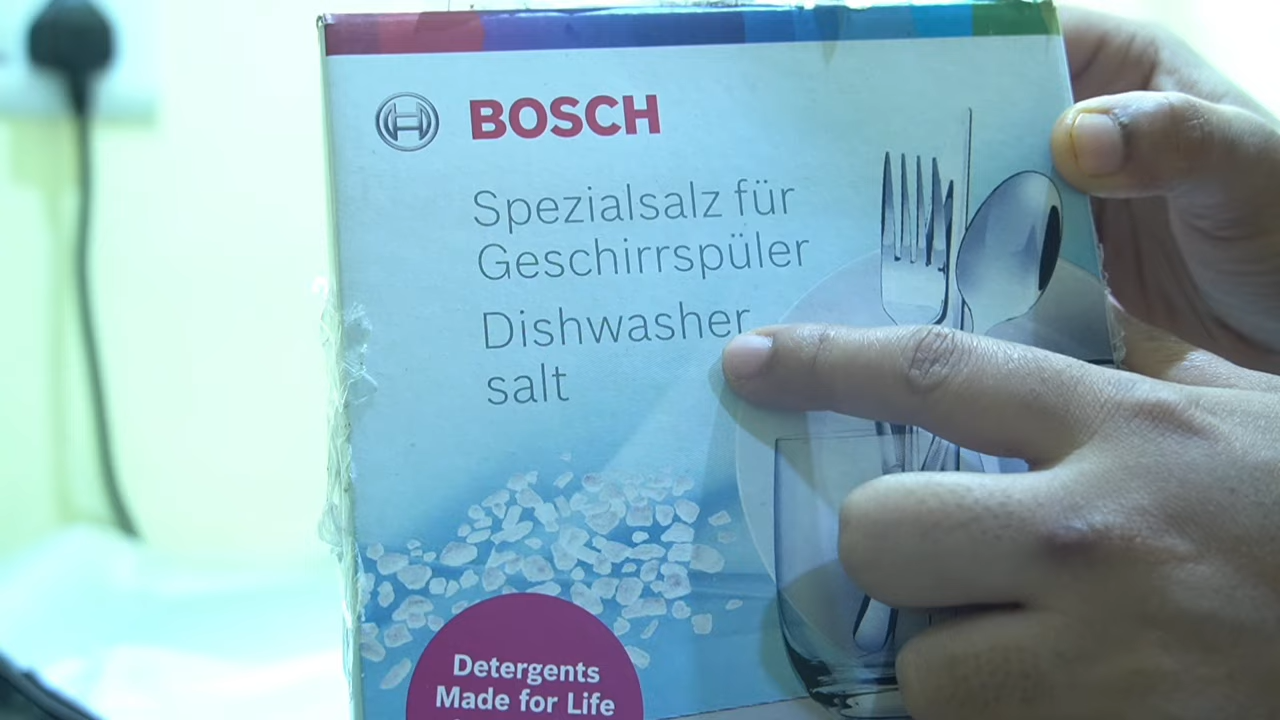 BOSCH
Spezialsalz für
Geschirrspüler
Dishwasher
salt
Detergents
Made for Life